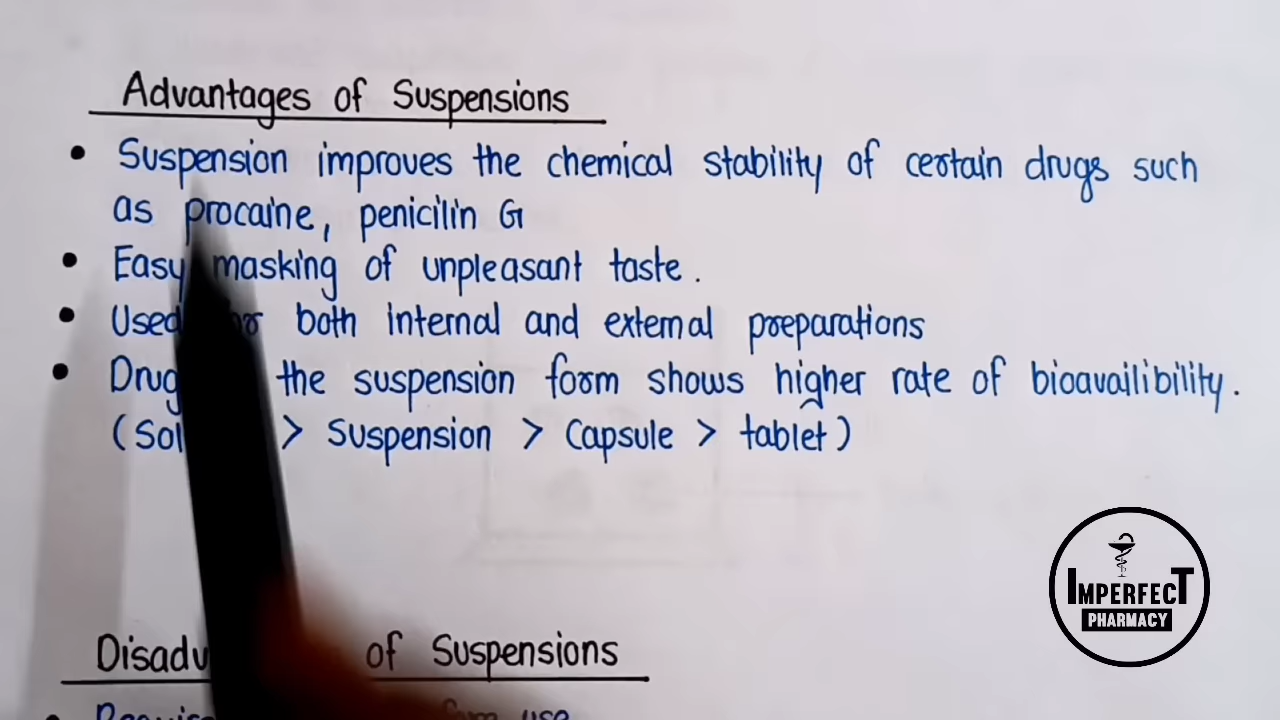 Advantages of Suspensions
• Suspension improves the chemical stability of certain drugs such
as procaine, penicilin G
• Easy masking of unpleasant taste.
• Used for both internal and external preparations
• Drug the suspension form shows higher rate of bioavailibility.
(Sol > Suspension > Capsule > tablet)
Disadv of Suspensions
• use
IMPERFECT
PHARMACY